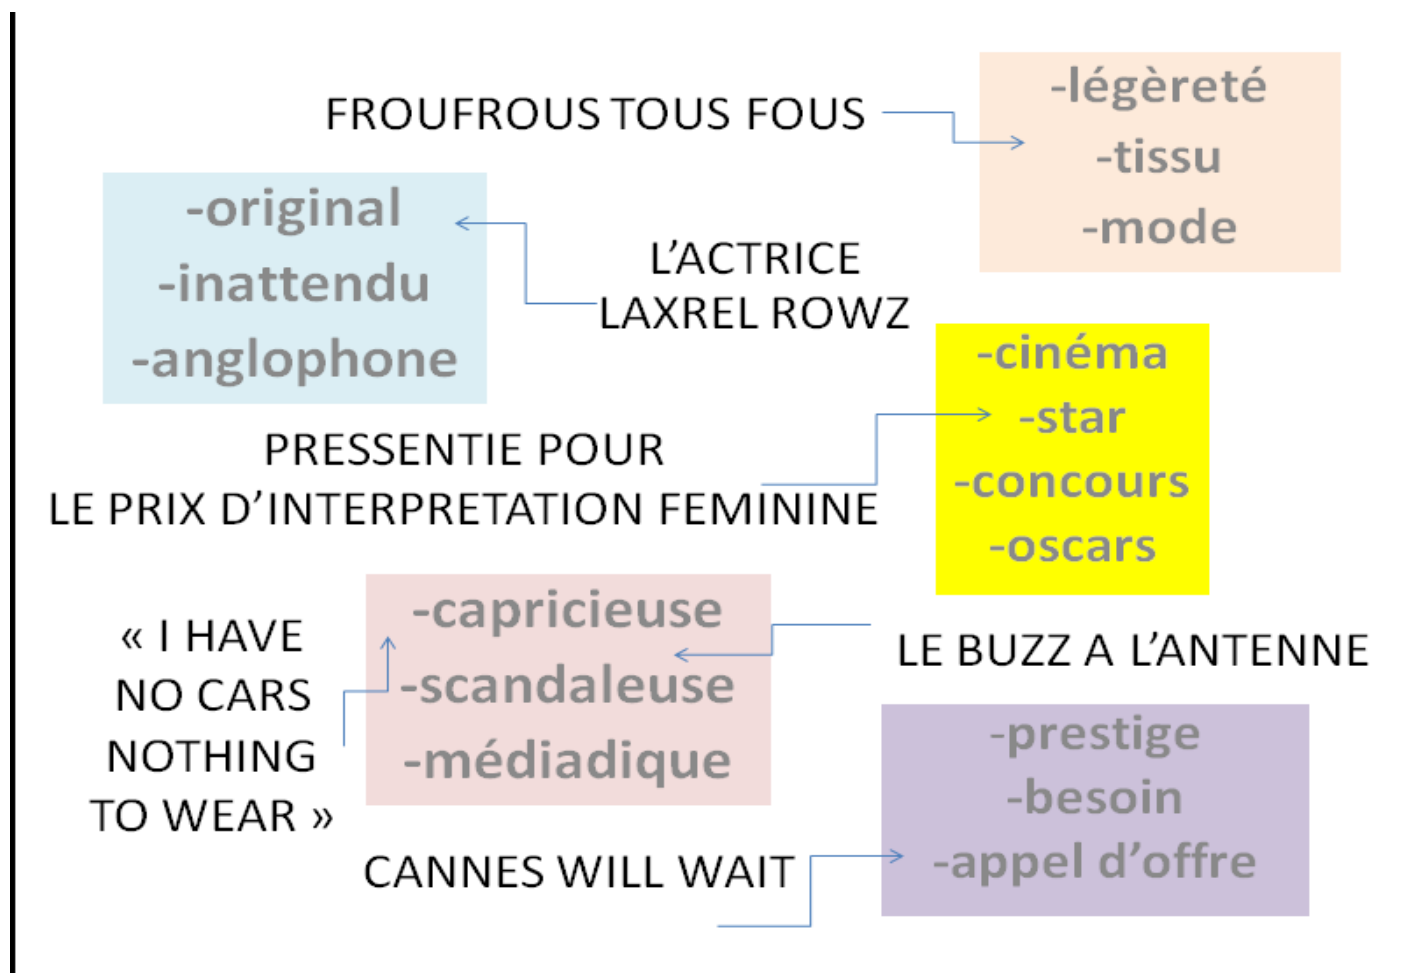 FROUFROUS TOUS FOUS
-légèreté
-tissu
-mode
-original
-inattendu
-anglophone
L’ACTRICE
LAXREL ROWZ
-cinéma
-star
-concours
-oscars
PRESSENTIE POUR
LE PRIX D’INTERPRETATION FEMININE
« I HAVE
NO CARS
NOTHING
TO WEAR »
-capricieuse
-scandaleuse
-médiadique
LE BUZZ A L’ANTENNE
-prestige
-besoin
-appel d’offre
CANNES WILL WAIT